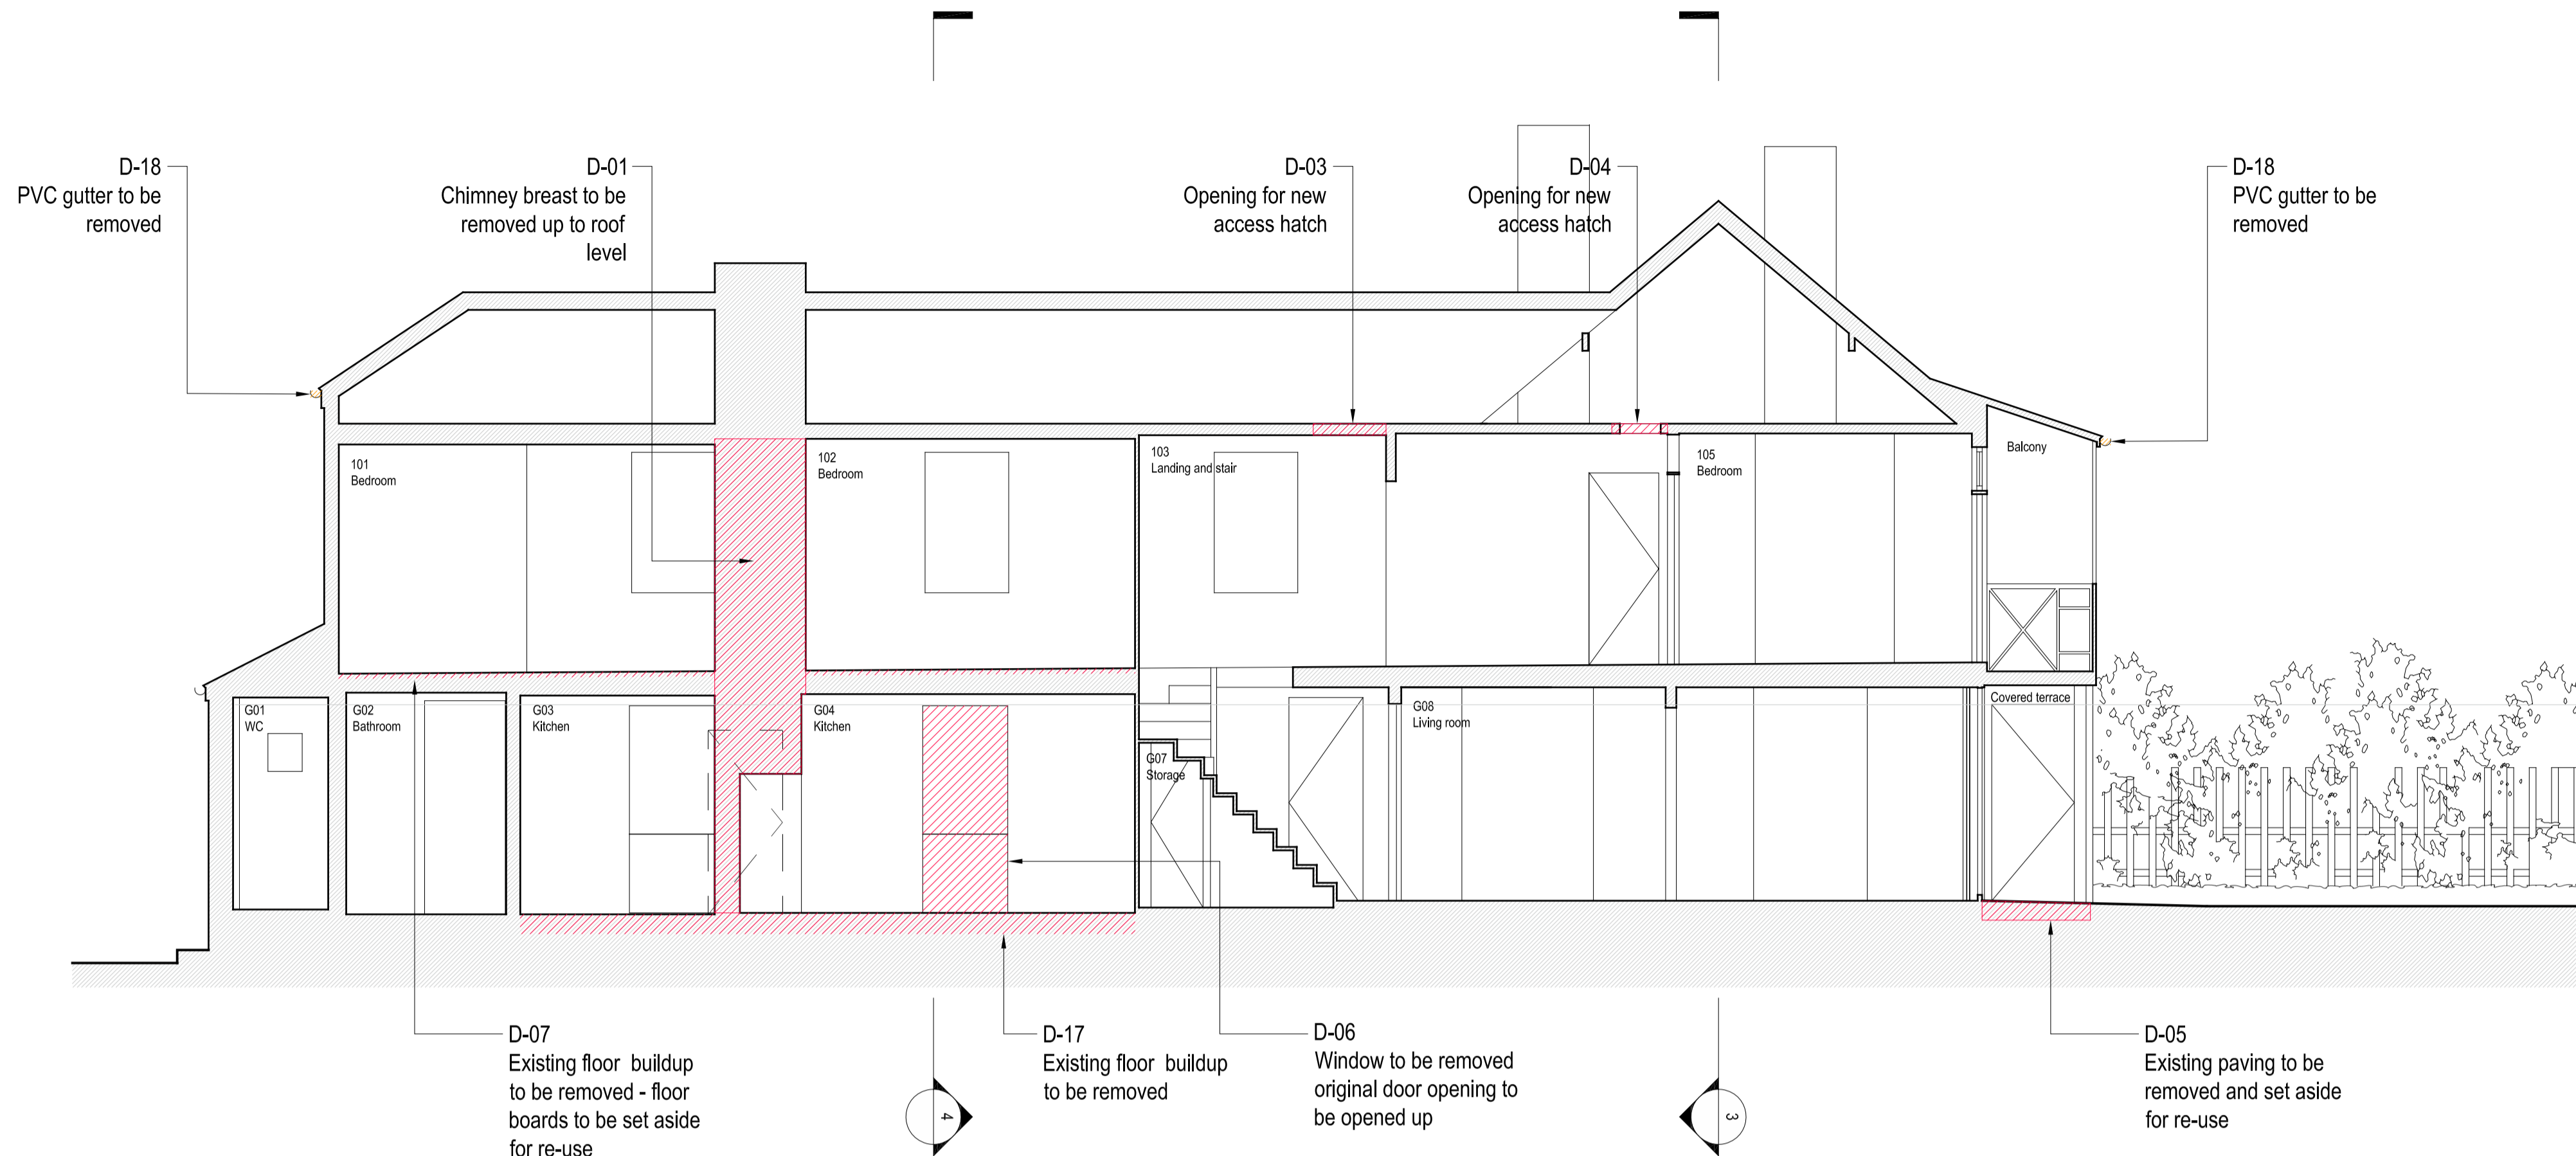 D-18
PVC gutter to be
removed
D-01
Chimney breast to be
removed up to roof
level
D-03
Opening for new
access hatch
D-04
Opening for new
access hatch
D-18
PVC gutter to be
removed
101
Bedroom
102
Bedroom
103
Landing and stair
105
Bedroom
Balcony
G01
WC
G02
Bathroom
G03
Kitchen
G04
Kitchen
G07
Storage
G08
Living room
Covered terrace
D-07
Existing floor buildup
to be removed - floor
boards to be set aside
for re-use
4
D-17
Existing floor buildup
to be removed
D-06
Window to be removed
original door opening to
be opened up
3
D-05
Existing paving to be
removed and set aside
for re-use